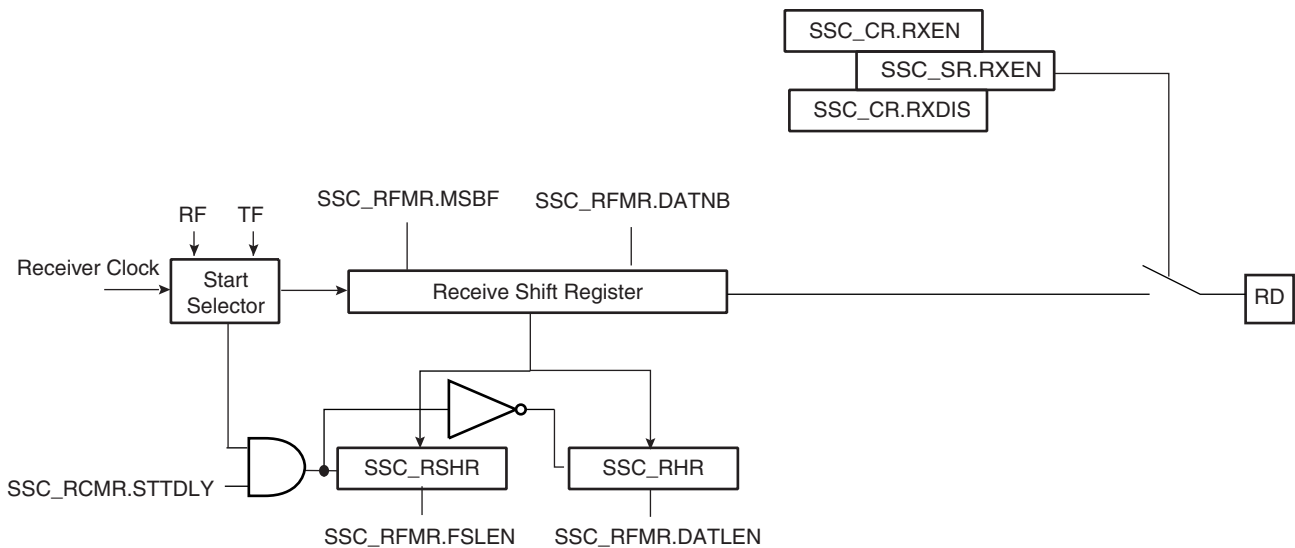 SSC_CR.RXEN
SSC_SR.RXEN
SSC_CR.RXDIS
SSC_RFMR.MSBF
SSC_RFMR.DATNB
RF
TF
Receiver Clock
Start
Selector
Receive Shift Register
RD
SSC_RSHR
SSC_RHR
SSC_RCMR.STTDLY
SSC_RFMR.FSLEN
SSC_RFMR.DATLEN